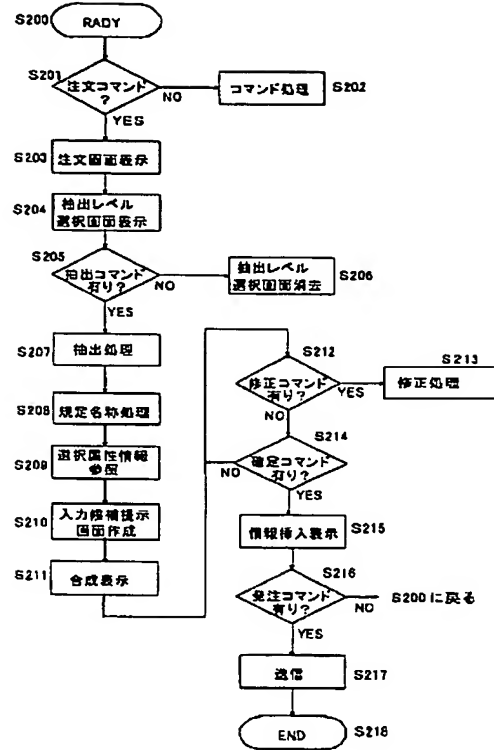 S200
RADY
S201
注文コマンド
?
NO
コマンド処理
S202
YES
S203
注文画面表示
S204
抽出レベル
選択画面表示
S205
抽出コマンド
有り?
NO
抽出レベル
選択画面消去
S206
YES
S207
抽出処理
S208
規定名称処理
S209
選択属性情報
参照
S210
入力候補提示
画面作成
S211
合成表示
S212
修正コマンド
有り?
YES
S213
修正処理
NO
S214
確定コマンド
有り?
NO
YES
情報挿入表示
S215
S216
発注コマンド
有り?
NO
S200に戻る
YES
送信
S217
END
S218